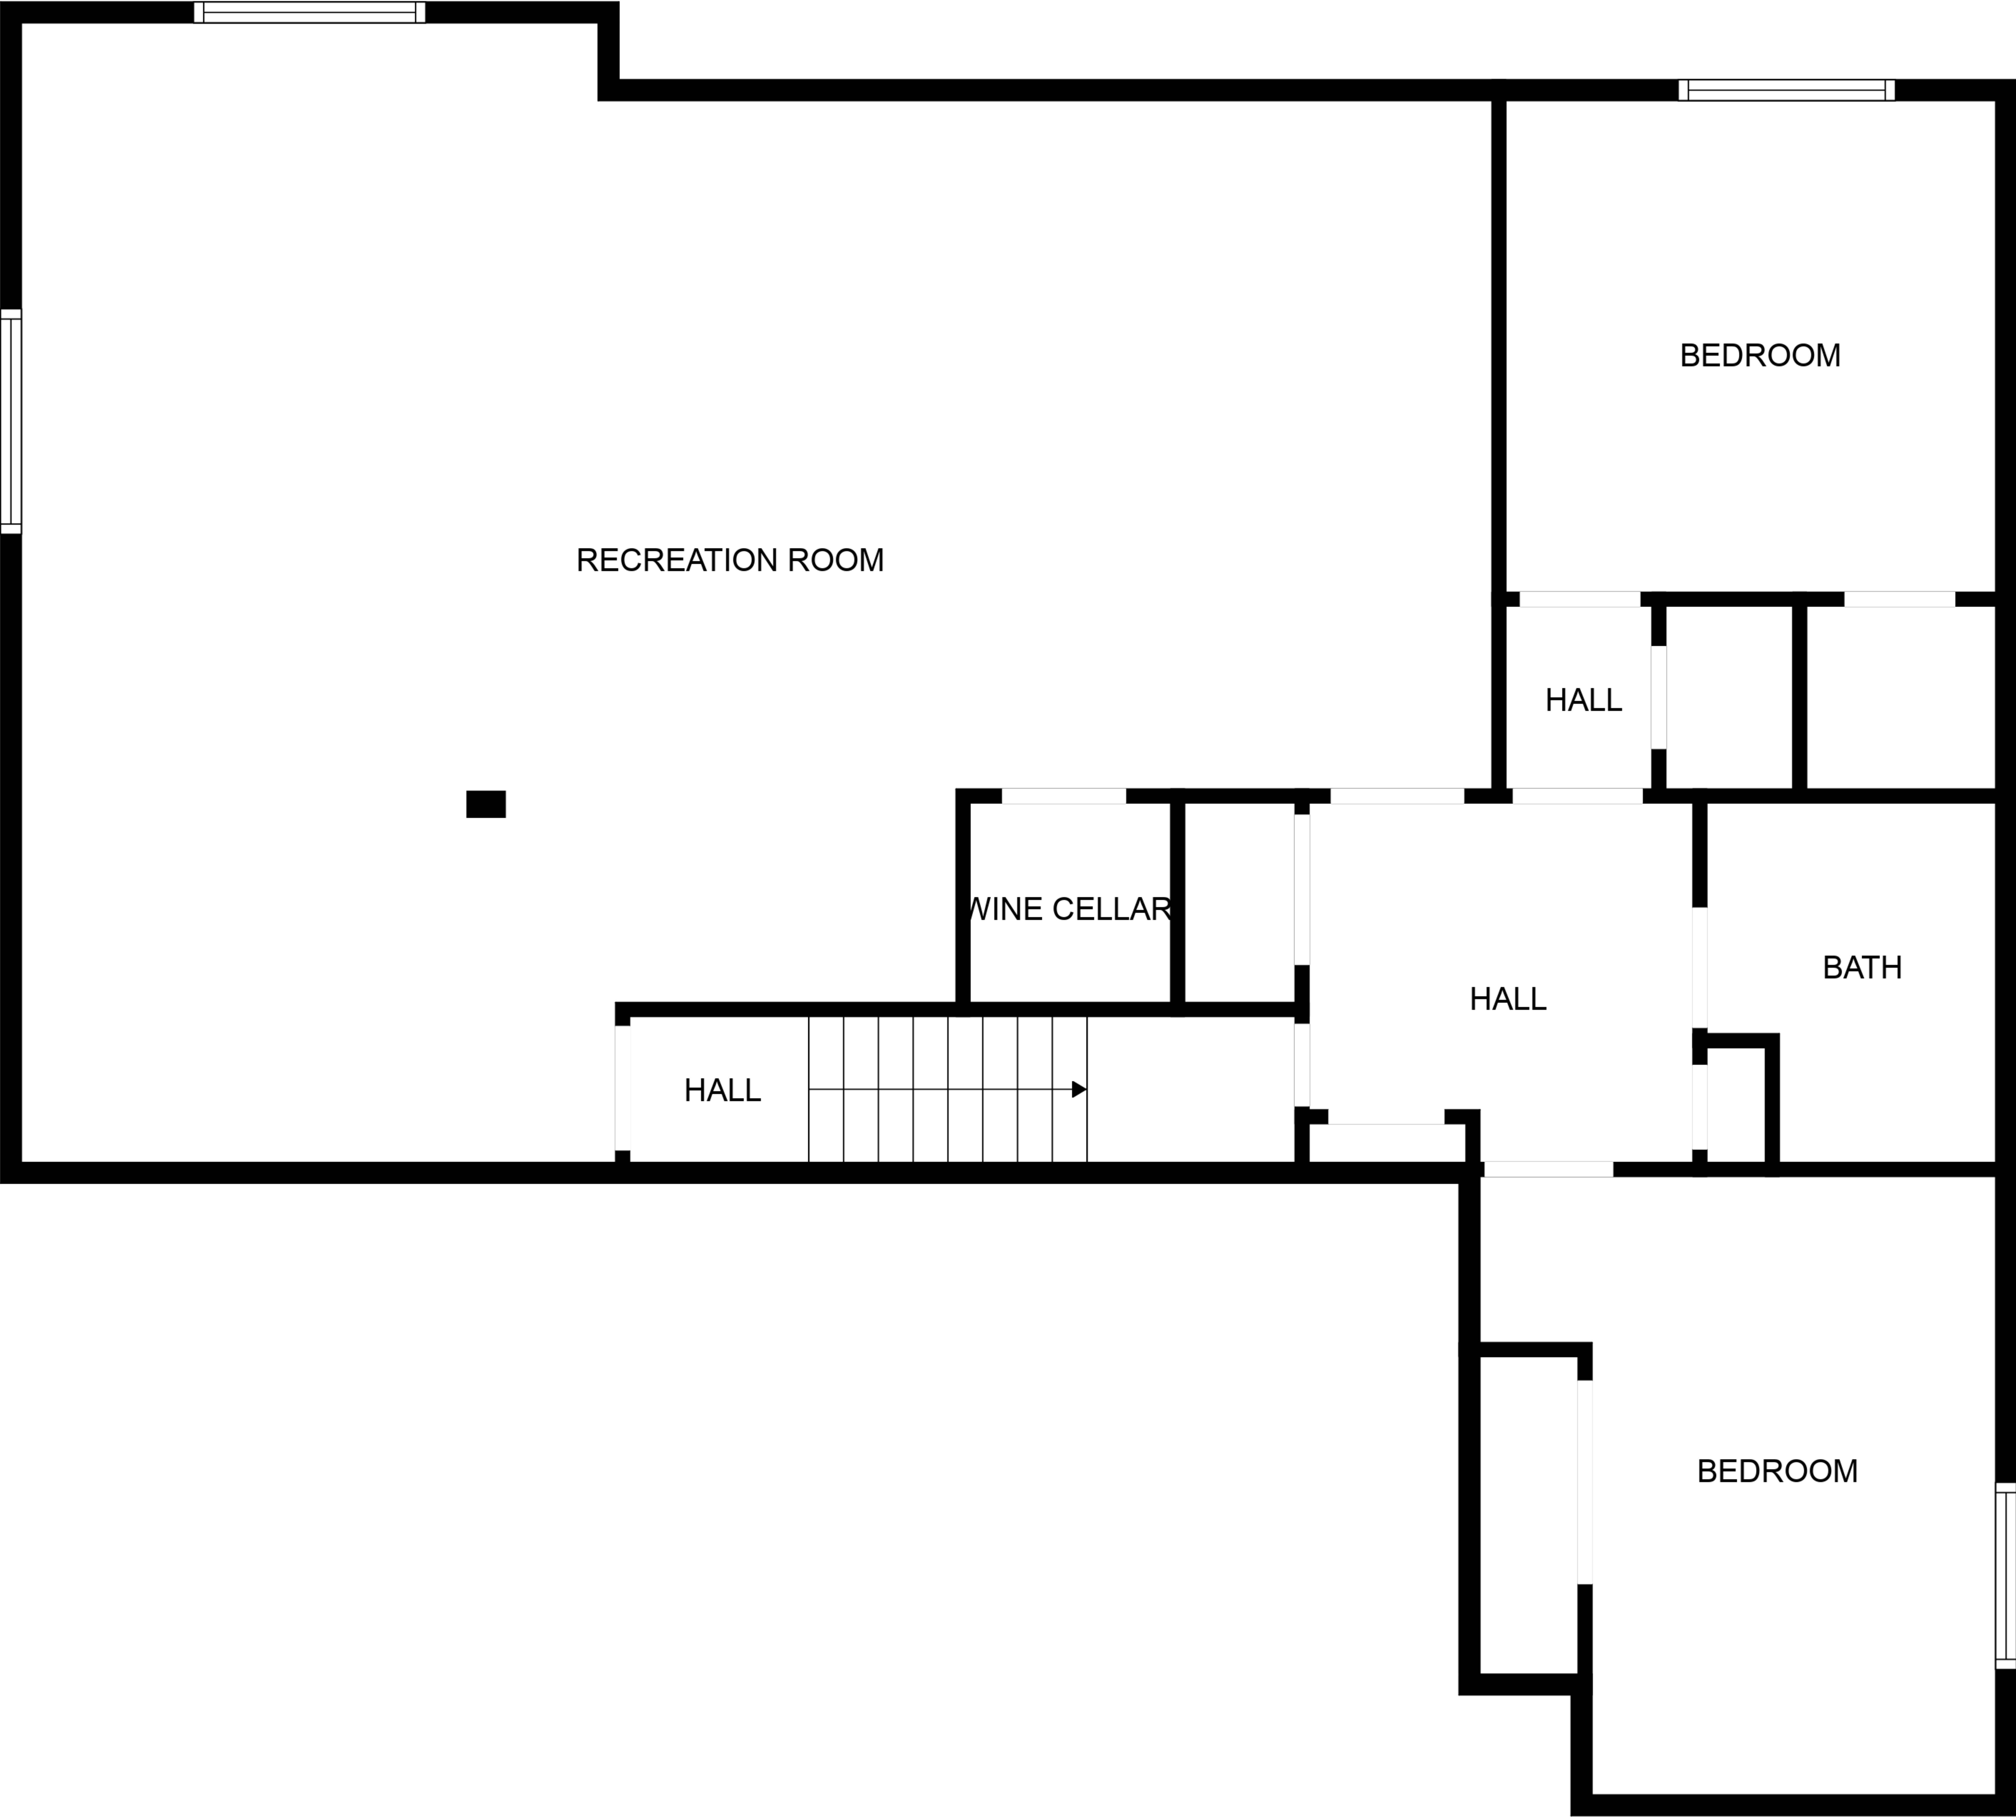 BEDROOM
RECREATION ROOM
HALL
WINE CELLAR
BATH
HALL
HALL
BEDROOM